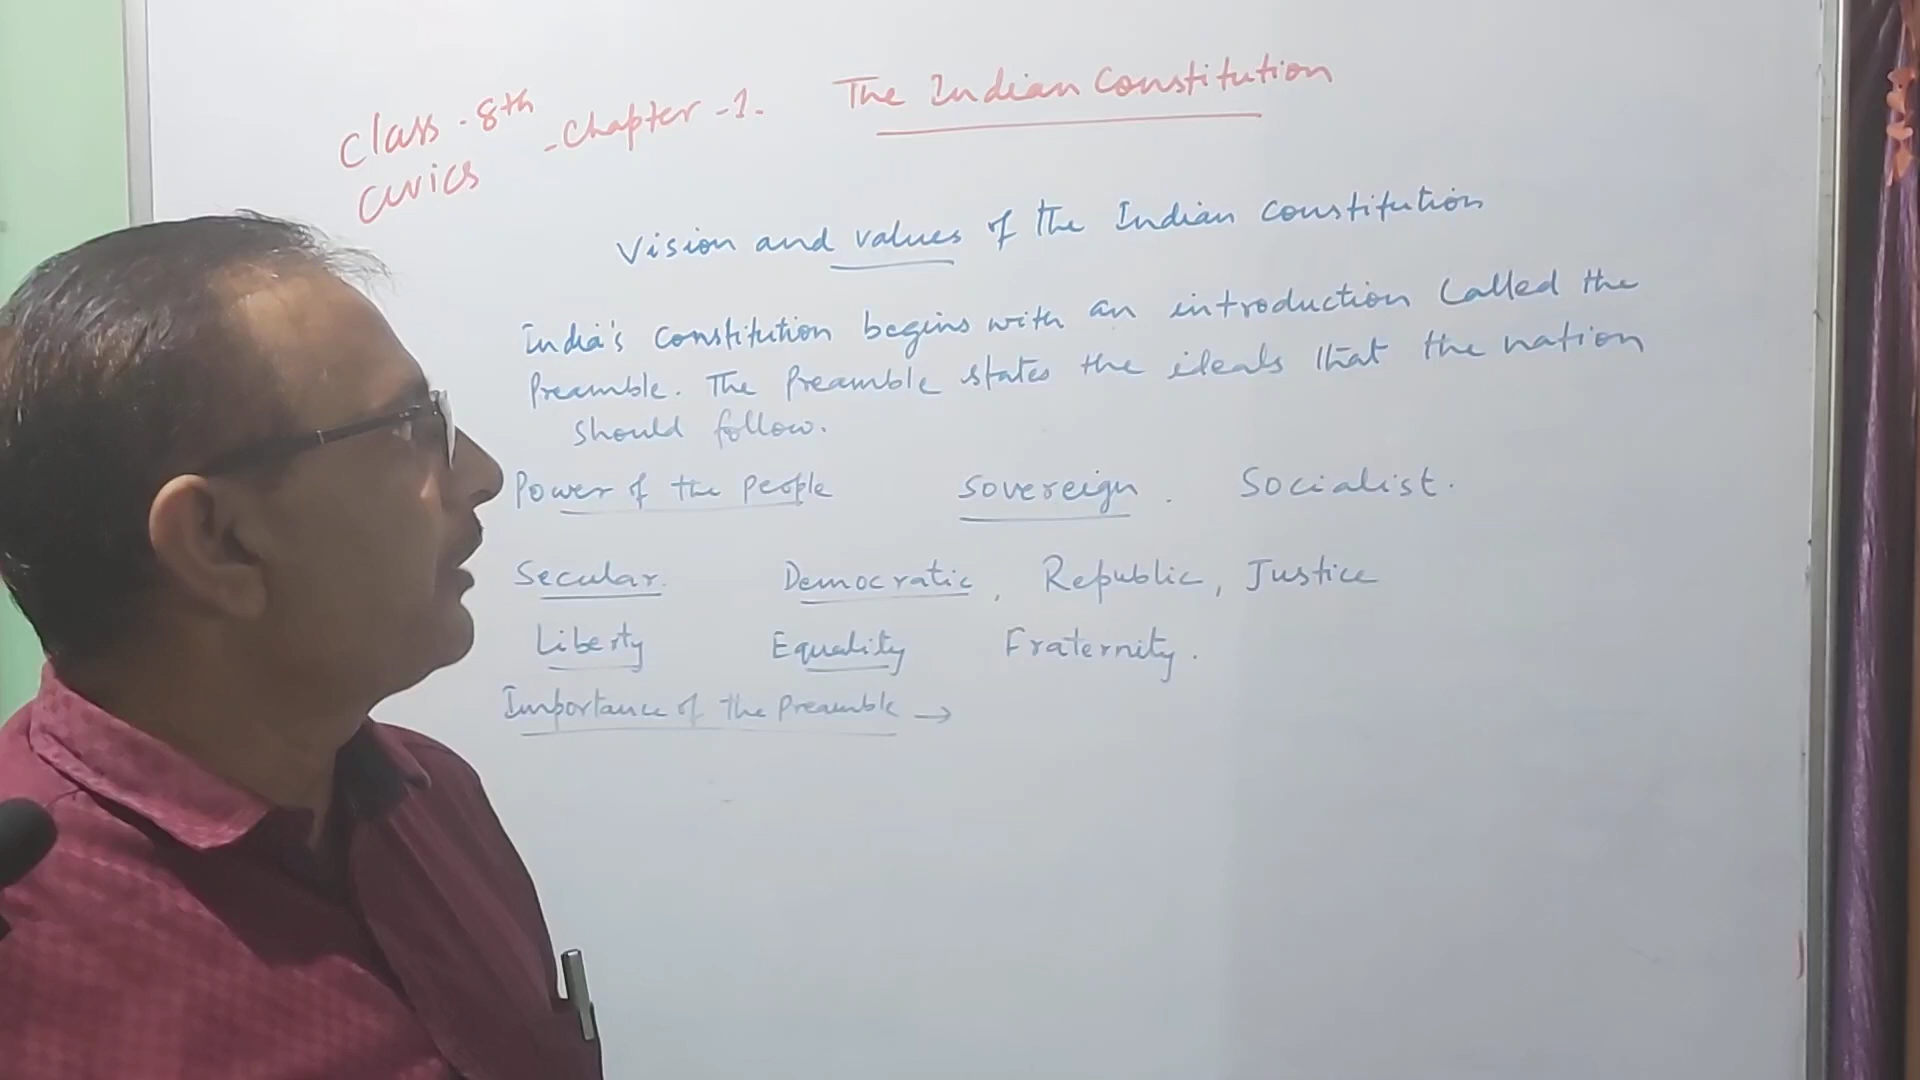 Class - 8th - Chapter - 1. The Indian Constitution
Civics
Vision and values of the Indian constitution
India's constitution begins with an introduction called the
Preamble. The Preamble states the ideals that the nation
should follow.
Power of the people Sovereign. Socialist.
Secular. Democratic, Republic, Justice
Liberty Equality Fraternity.
Importance of the Preamble →